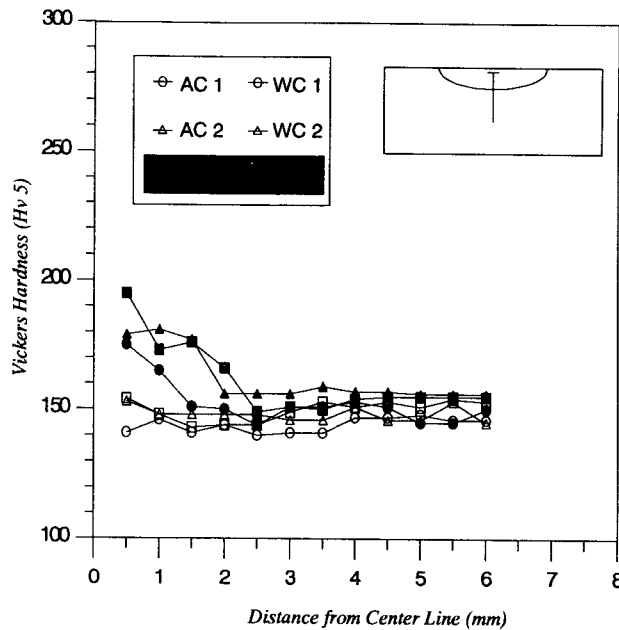 300
250
200
150
100
Vickers Hardness (Hv 5)
AC 1 WC 1
AC 2 WC 2
0 1 2 3 4 5 6 7 8
Distance from Center Line (mm)